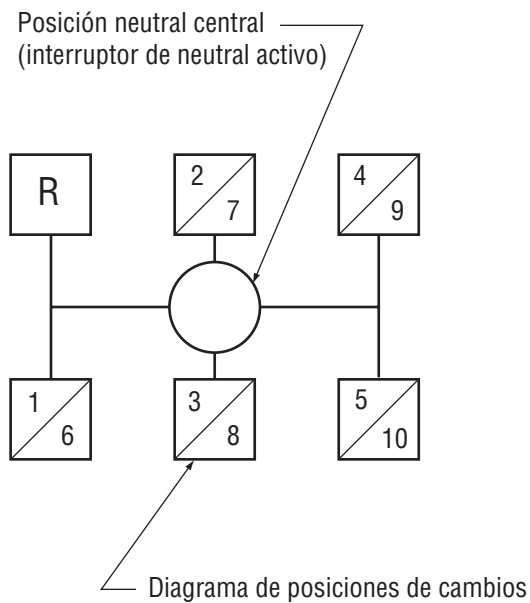 Posición neutral central
(interruptor de neutral activo)
R
2
7
4
9
1
6
3
8
5
10
Diagrama de posiciones de cambios